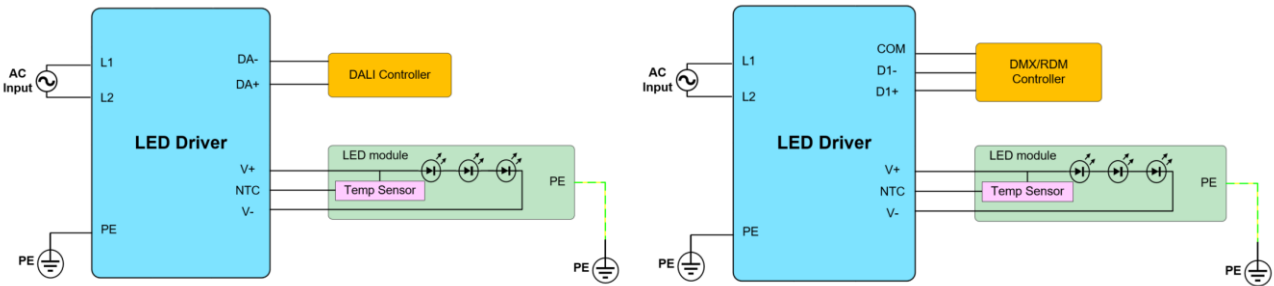 AC
Input
L1
L2
LED Driver
DA-
DA+
DALI Controller
V+
NTC
V-
LED module
Temp Sensor
PE
PE
PE
PE
AC
Input
L1
L2
LED Driver
COM
D1-
D1+
DMX/RDM
Controller
V+
NTC
V-
LED module
Temp Sensor
PE
PE
PE
PE